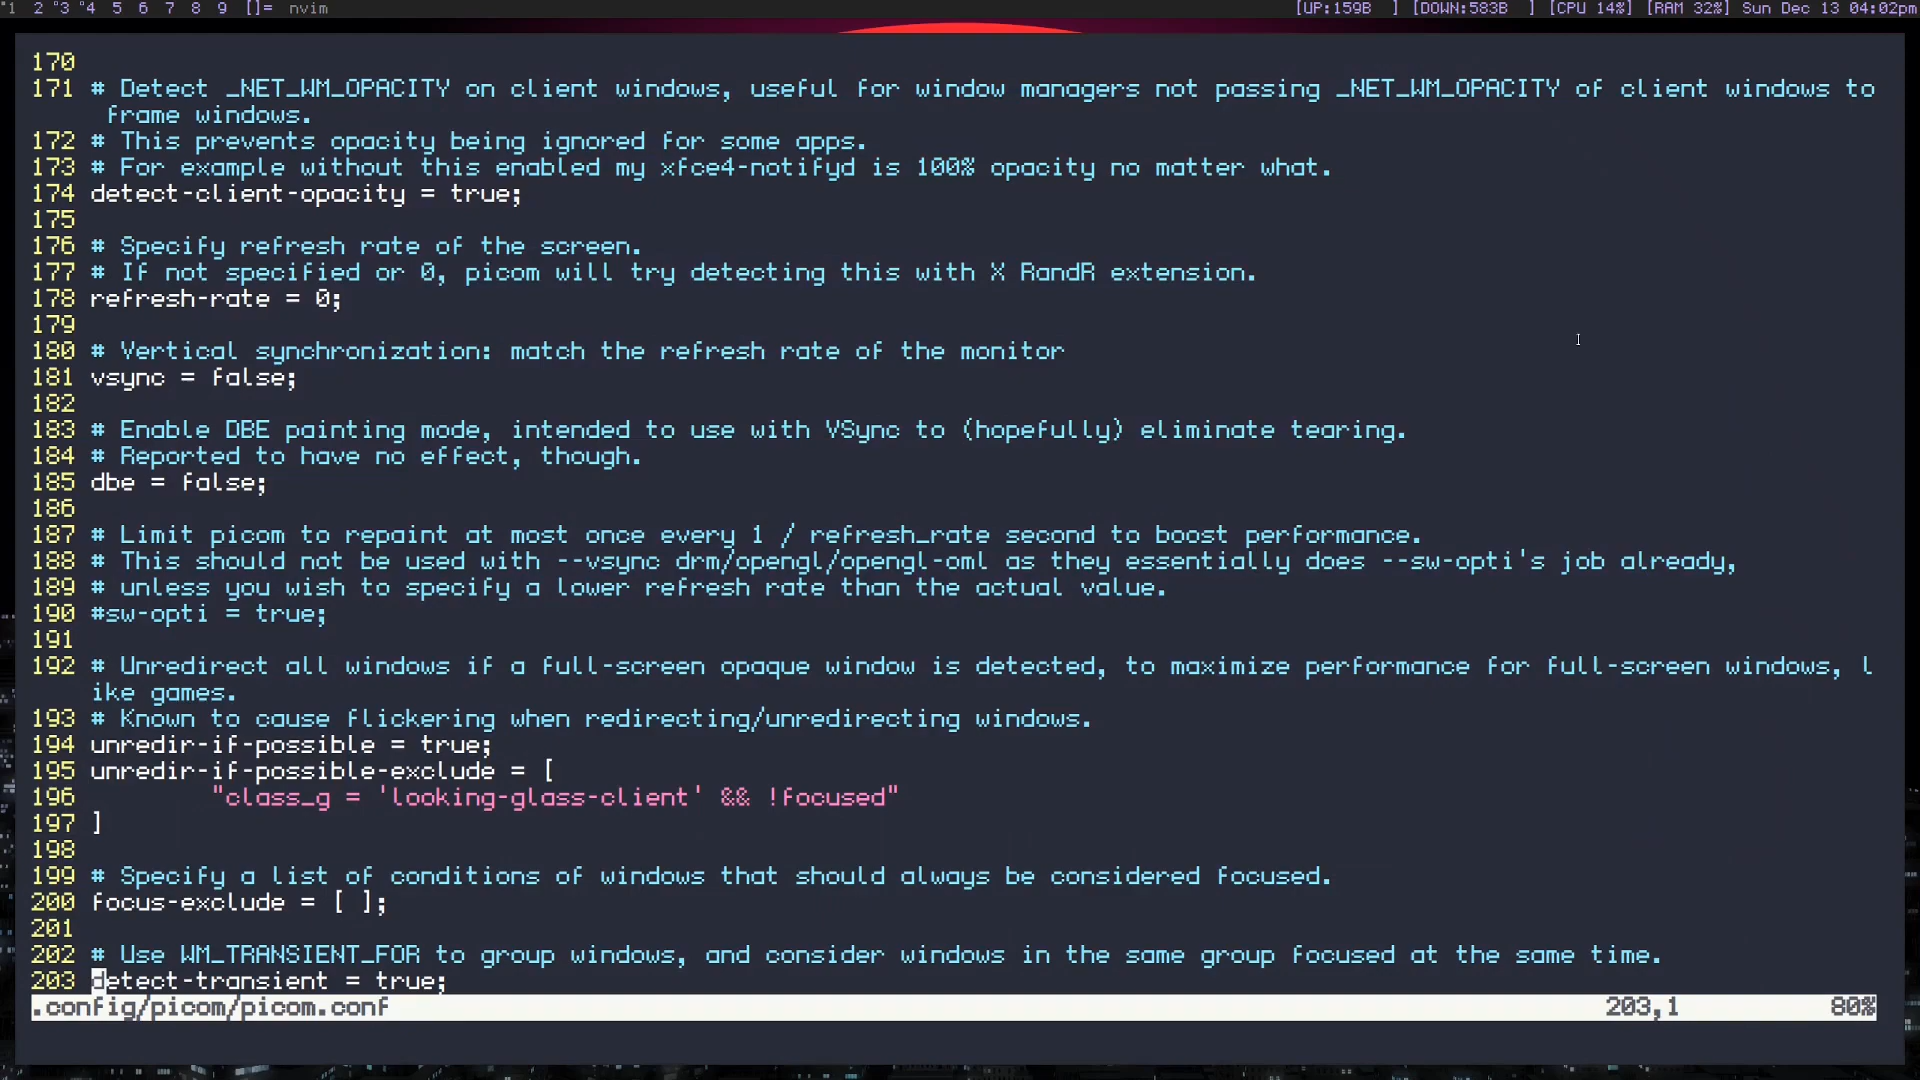 1 2 3 4 5 6 7 8 9 []= nvim [UP:159B ] [DOWN:583B ] [CPU 14%] [RAM 32%] Sun Dec 13 04:02pm
170
171 # Detect _NET_WM_OPACITY on client windows, useful for window managers not passing _NET_WM_OPACITY of client windows to
frame windows.
172 # This prevents opacity being ignored for some apps.
173 # For example without this enabled my xfce4-notifyd is 100% opacity no matter what.
174 detect-client-opacity = true;
175
176 # Specify refresh rate of the screen.
177 # If not specified or 0, picom will try detecting this with X RandR extension.
178 refresh-rate = 0;
179
180 # Vertical synchronization: match the refresh rate of the monitor
181 vsync = false;
182
183 # Enable DBE painting mode, intended to use with VSync to (hopefully) eliminate tearing.
184 # Reported to have no effect, though.
185 dbe = false;
186
187 # Limit picom to repaint at most once every 1 / refresh_rate second to boost performance.
188 # This should not be used with --vsync drm/opengl/opengl-oml as they essentially does --sw-opti's job already,
189 # unless you wish to specify a lower refresh rate than the actual value.
190 #sw-opti = true;
191
192 # Unredirect all windows if a full-screen opaque window is detected, to maximize performance for full-screen windows, l
ike games.
193 # Known to cause flickering when redirecting/unredirecting windows.
194 unredir-if-possible = true;
195 unredir-if-possible-exclude = [
196 "class_g = 'looking-glass-client' && !focused"
197 ]
198
199 # Specify a list of conditions of windows that should always be considered focused.
200 focus-exclude = [ ];
201
202 # Use WM_TRANSIENT_FOR to group windows, and consider windows in the same group focused at the same time.
203 detect-transient = true;
.config/picom/picom.conf 203,1 80%